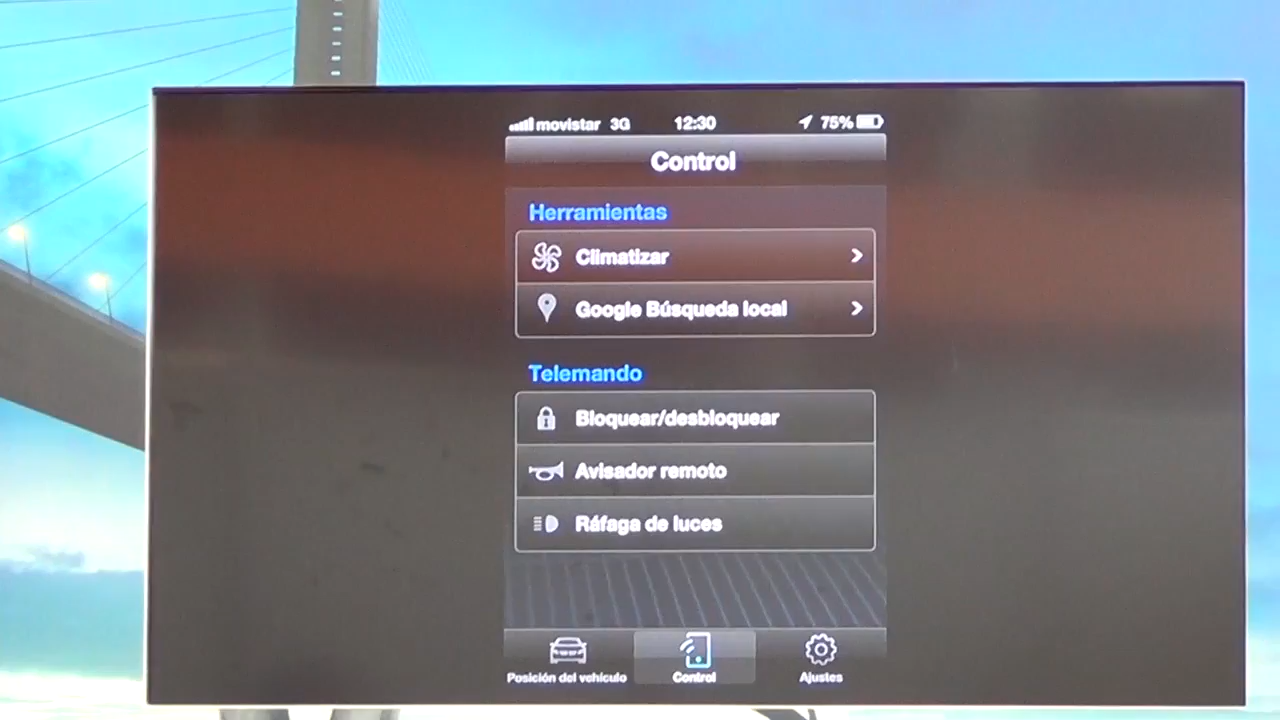 movistar 3G 12:30 75%
Control
Herramientas
Climatizar
Google Búsqueda local
Telemando
Bloquear/desbloquear
Avisador remoto
Ráfaga de luces
Posición del vehículo Control Ajustes